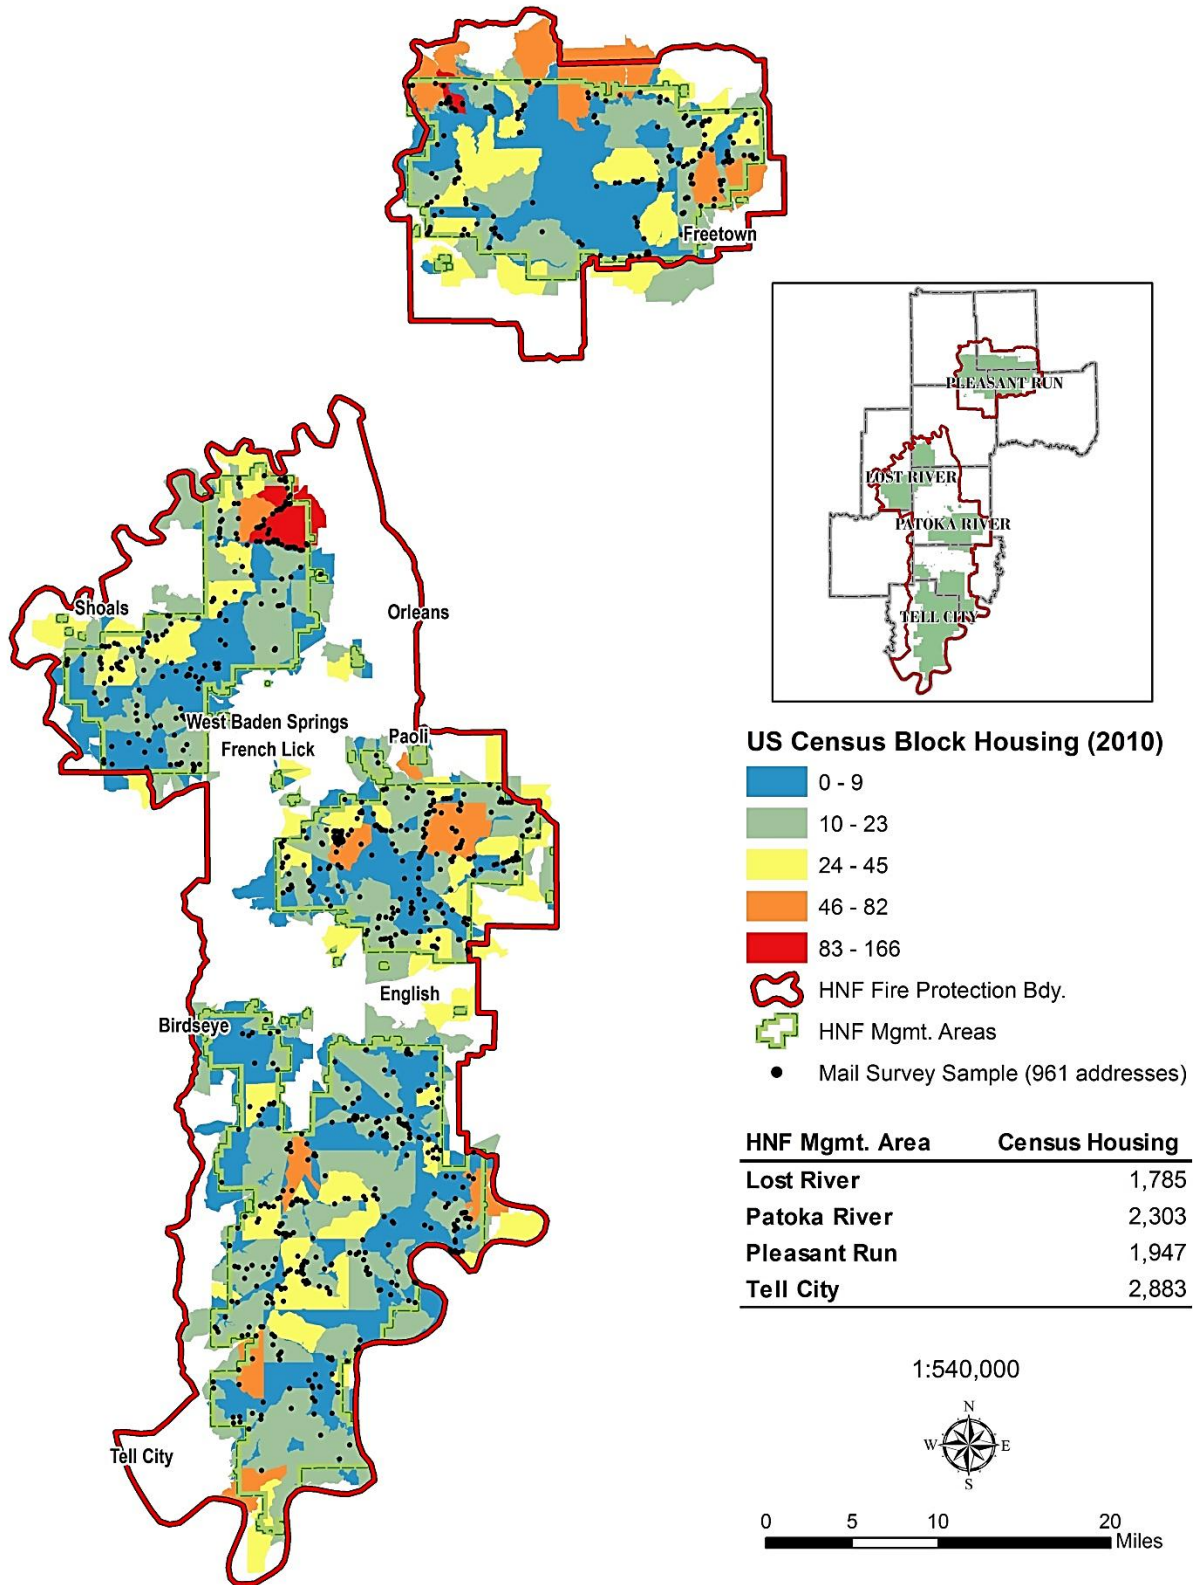 Freetown
PLEASANT RUN
LOST RIVER
PATOKA RIVER
TELL CITY
Shoals
Orleans
West Baden Springs
French Lick
Paoli
English
Birdseye
Tell City
US Census Block Housing (2010)
0 - 9
10 - 23
24 - 45
46 - 82
83 - 166
HNF Fire Protection Bdy.
HNF Mgmt. Areas
Mail Survey Sample (961 addresses)
HNF Mgmt. Area Census Housing
Lost River 1,785
Patoka River 2,303
Pleasant Run 1,947
Tell City 2,883
1:540,000
N
W E
S
0 5 10 20
Miles